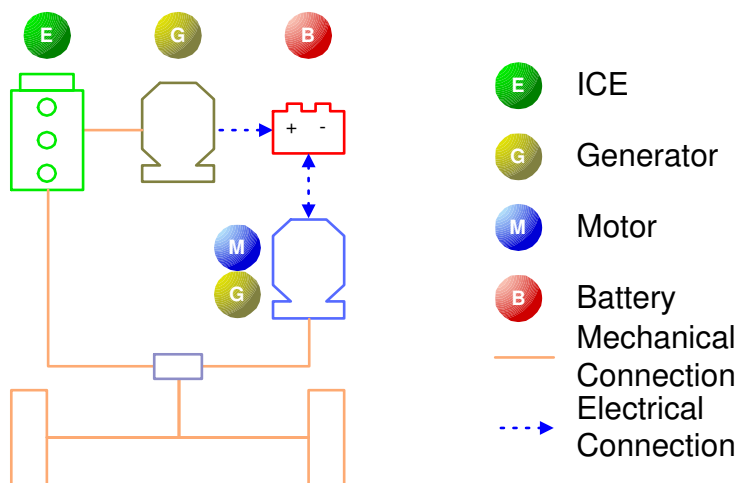 E G B
+ -
M
G
E ICE
G Generator
M Motor
B Battery
Mechanical
Connection
Electrical
Connection